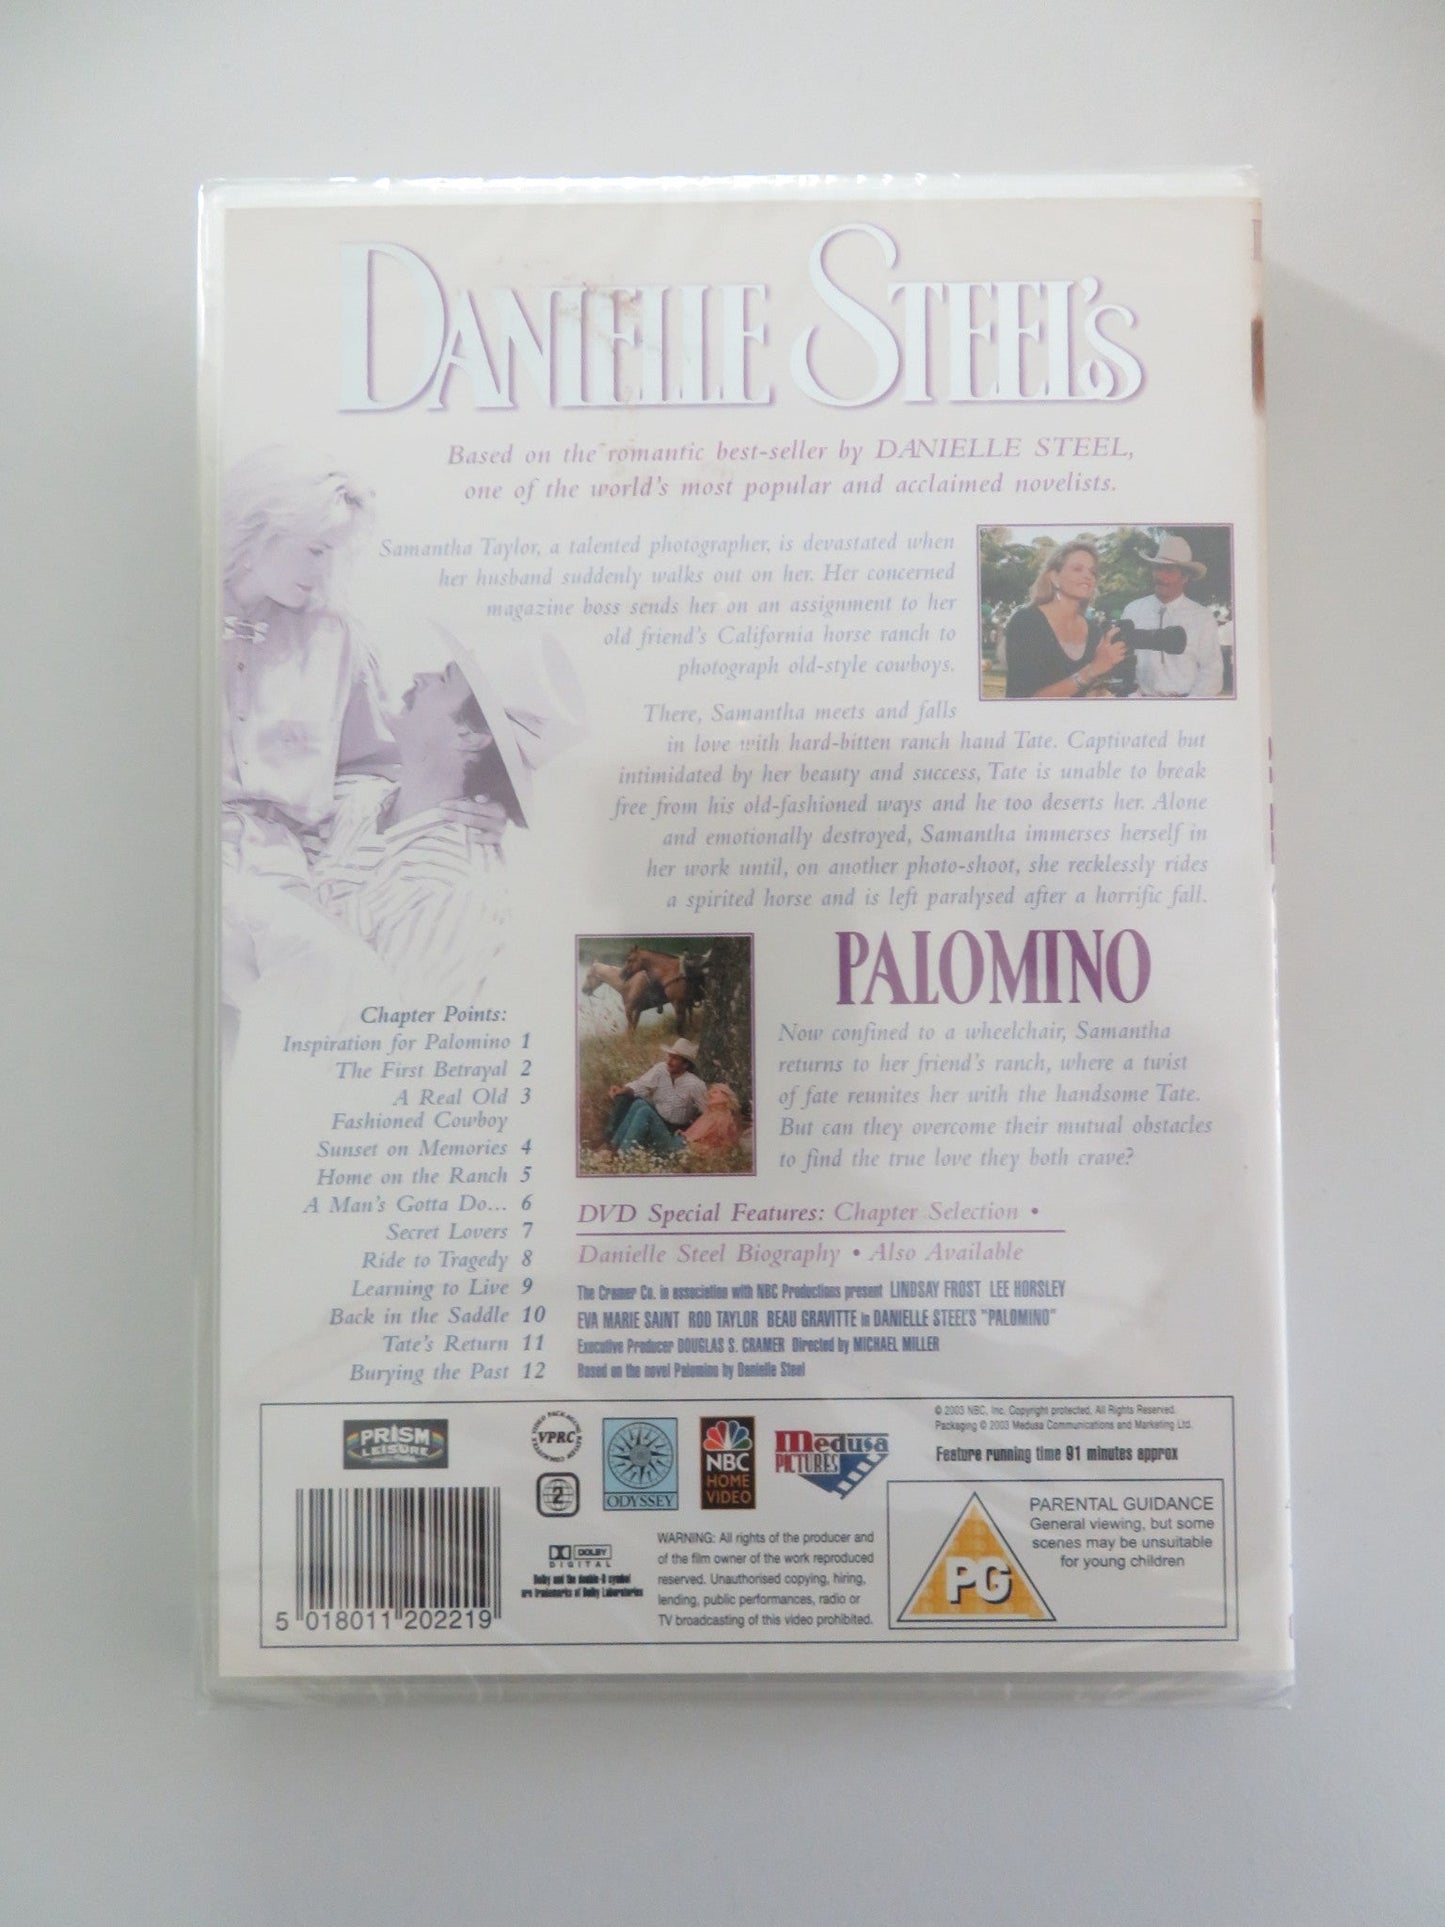 DANIELLE STEEL'S
Based on the romantic best-seller by DANIELLE STEEL,
one of the world's most popular and acclaimed novelists.
Samantha Taylor, a talented photographer, is devastated when
her husband suddenly walks out on her. Her concerned
magazine boss sends her on an assignment to her
old friend's California horse ranch to
photograph old-style cowboys.
There, Samantha meets and falls
in love with hard-bitten ranch hand Tate. Captivated but
intimidated by her beauty and success, Tate is unable to break
free from his old-fashioned ways and he too deserts her. Alone
and emotionally destroyed, Samantha immerses herself in
her work until, on another photo-shoot, she recklessly rides
a spirited horse and is left paralysed after a horrific fall.
PALOMINO
Now confined to a wheelchair, Samantha
returns to her friend's ranch, where a twist
of fate reunites her with the handsome Tate.
But can they overcome their mutual obstacles
to find the true love they both crave?
Chapter Points:
Inspiration for Palomino 1
The First Betrayal 2
A Real Old 3
Fashioned Cowboy
Sunset on Memories 4
Home on the Ranch 5
A Man's Gotta Do... 6
Secret Lovers 7
Ride to Tragedy 8
Learning to Live 9
Back in the Saddle 10
Tate's Return 11
Burying the Past 12
DVD Special Features: Chapter Selection •
Danielle Steel Biography • Also Available
The Cramer Co. in association with NBC Productions present LINDSAY FROST LEE HORSLEY
EVA MARIE SAINT ROD TAYLOR BEAU GRAVITTE in DANIELLE STEEL'S "PALOMINO"
Executive Producer DOUGLAS S. CRAMER Directed by MICHAEL MILLER
Based on the novel Palomino by Danielle Steel
PRISM
LEISURE
VPRC
2
ODYSSEY
NBC
HOME
VIDEO
Medusa
PICTURES
© 2003 NBC, Inc. Copyright protected. All Rights Reserved.
Packaging © 2003 Medusa Communications and Marketing Ltd.
Feature running time 91 minutes approx
5 018011 202219
DOLBY
DIGITAL
Dolby and the double-D symbol
are trademarks of Dolby Laboratories
WARNING: All rights of the producer and
of the film owner of the work reproduced
reserved. Unauthorised copying, hiring,
lending, public performances, radio or
TV broadcasting of this video prohibited.
PG
PARENTAL GUIDANCE
General viewing, but some
scenes may be unsuitable
for young children